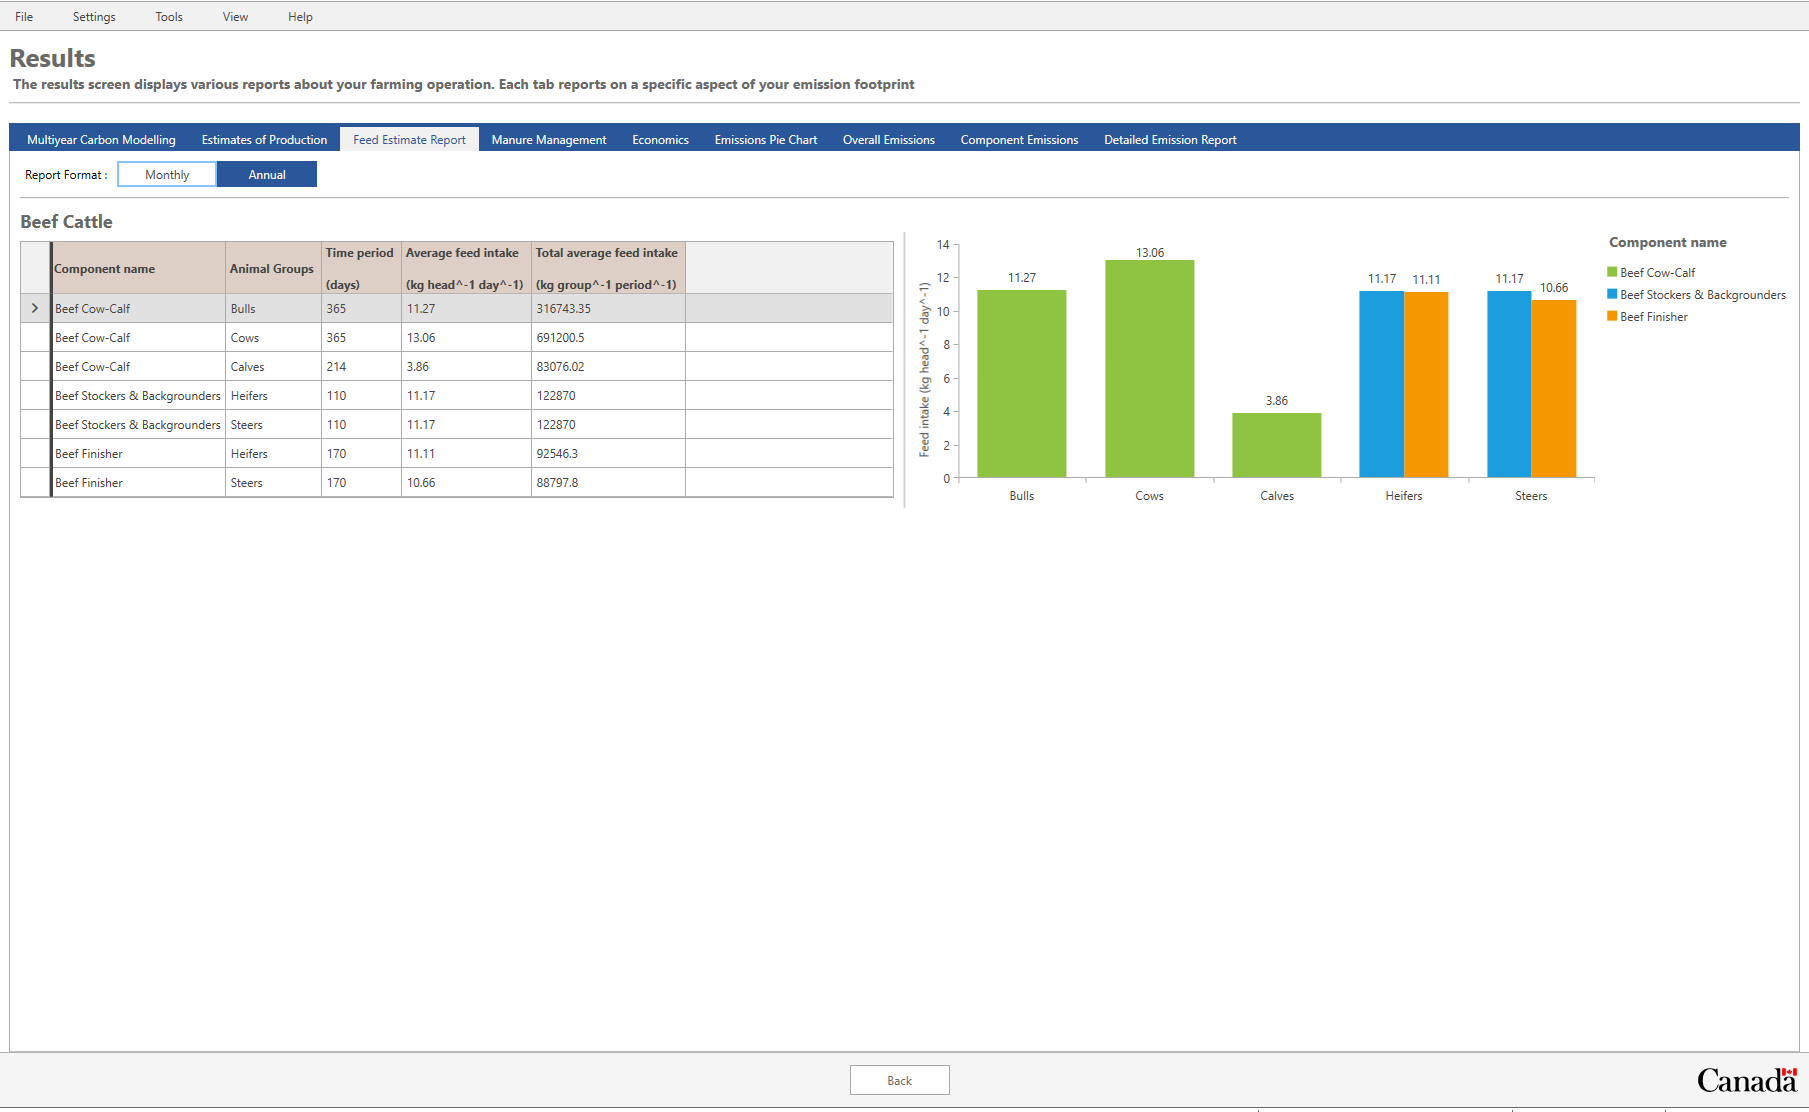 File Settings Tools View Help
Results
The results screen displays various reports about your farming operation. Each tab reports on a specific aspect of your emission footprint
Multiyear Carbon Modelling Estimates of Production Feed Estimate Report Manure Management Economics Emissions Pie Chart Overall Emissions Component Emissions Detailed Emission Report
Report Format : Monthly Annual
Beef Cattle
Component name Animal Groups Time period (days) Average feed intake (kg head^-1 day^-1) Total average feed intake (kg group^-1 period^-1)
Beef Cow-Calf Bulls 365 11.27 316743.35
Beef Cow-Calf Cows 365 13.06 691200.5
Beef Cow-Calf Calves 214 3.86 83076.02
Beef Stockers & Backgrounders Heifers 110 11.17 122870
Beef Stockers & Backgrounders Steers 110 11.17 122870
Beef Finisher Heifers 170 11.11 92546.3
Beef Finisher Steers 170 10.66 88797.8
Feed intake (kg head^-1 day^-1)
14
12
10
8
6
4
2
0
11.27 13.06 3.86 11.17 11.11 11.17 10.66
Bulls Cows Calves Heifers Steers
Component name
Beef Cow-Calf
Beef Stockers & Backgrounders
Beef Finisher
Back
Canada